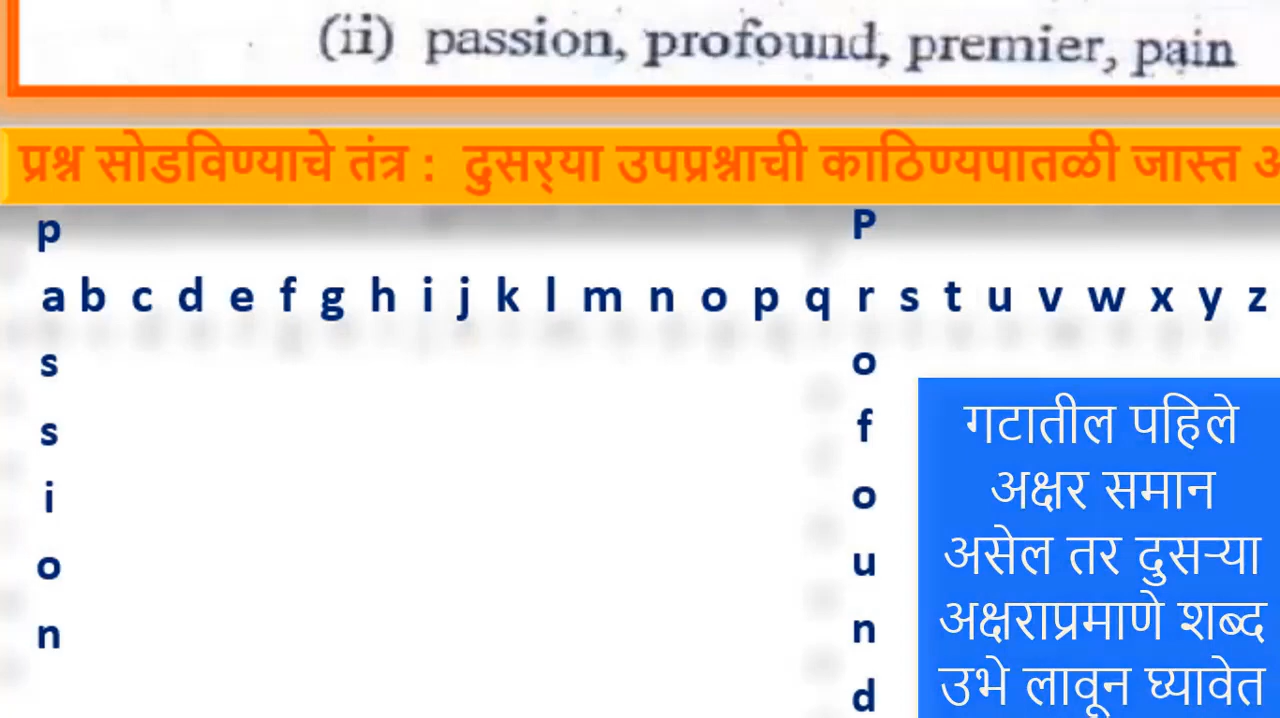 (ii) passion, profound, premier, pain
प्रश्न सोडविण्याचे तंत्र : दुसर्‍या उपप्रश्नाची काठिण्यपातळी जास्त
p P
a b c d e f g h i j k l m n o p q r s t u v w x y z
s o
s f
i o
o u
n n
d
गटातील पहिले
अक्षर समान
असेल तर दुसऱ्या
अक्षराप्रमाणे शब्द
उभे लावून घ्यावेत